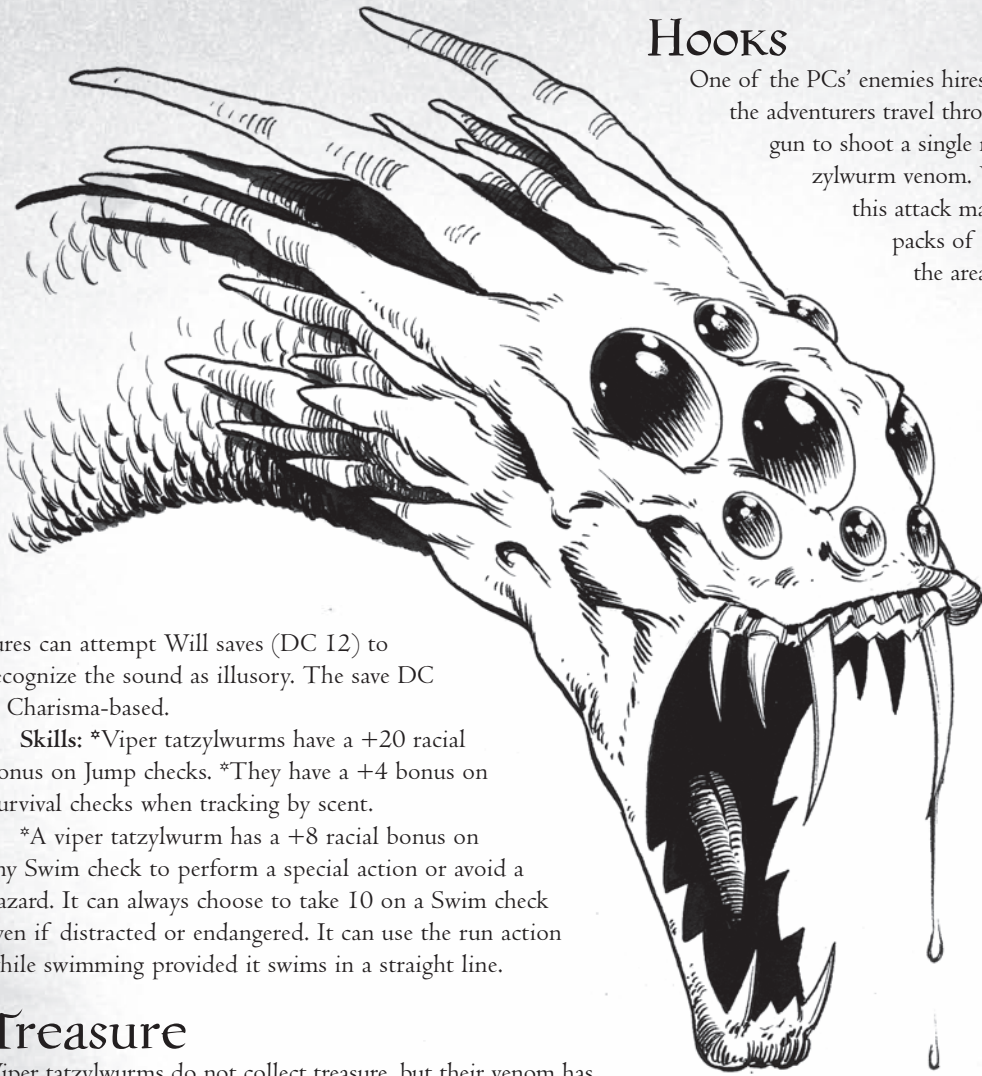 ures can attempt Will saves (DC 12) to
ecognize the sound as illusory. The save DC
Charisma-based.
Skills: *Viper tatzylwurms have a +20 racial
onus on Jump checks. *They have a +4 bonus on
urvival checks when tracking by scent.
*A viper tatzylwurm has a +8 racial bonus on
ny Swim check to perform a special action or avoid a
azard. It can always choose to take 10 on a Swim check
ven if distracted or endangered. It can use the run action
hile swimming provided it swims in a straight line.
Treasure
iper tatzylwurms do not collect treasure, but their venom has
Hooks
One of the PCs' enemies hires
the adventurers travel thro
gun to shoot a single
zylwurm venom.
this attack ma
packs of
the area